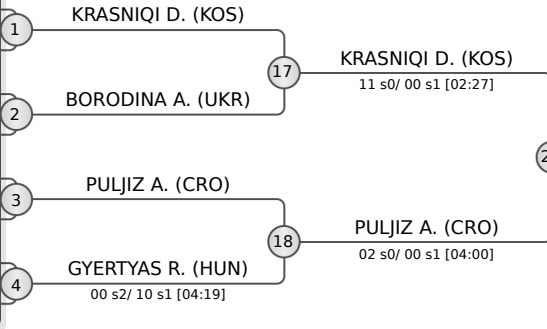 KRASNIQI D. (KOS)
1
17
KRASNIQI D. (KOS)
11 s0/ 00 s1 [02:27]
BORODINA A. (UKR)
2
PULJIZ A. (CRO)
3
18
PULJIZ A. (CRO)
02 s0/ 00 s1 [04:00]
GYERTYAS R. (HUN)
4
00 s2/ 10 s1 [04:19]